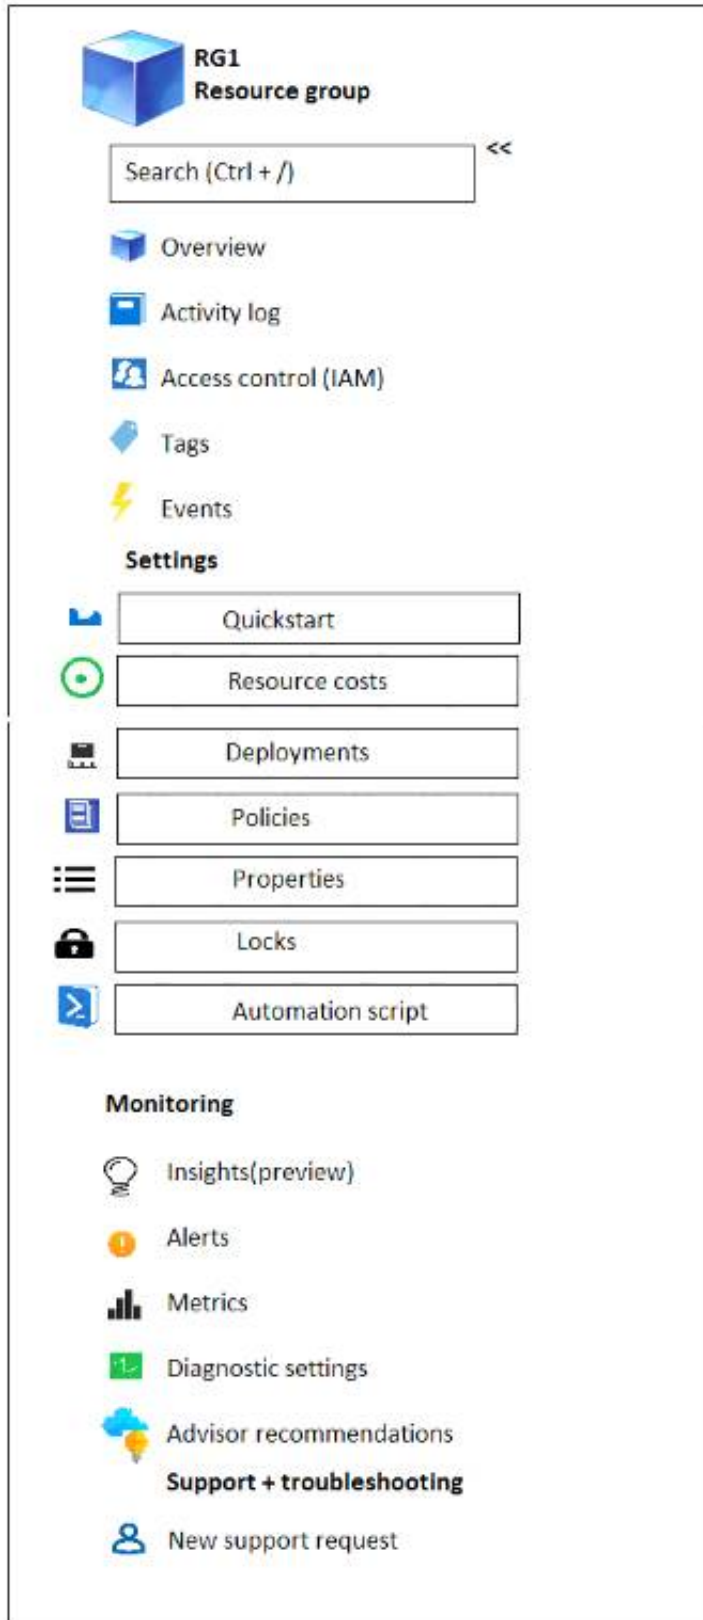 RG1
Resource group
Search (Ctrl + /)
<<
Overview
Activity log
Access control (IAM)
Tags
Events
Settings
Quickstart
Resource costs
Deployments
Policies
Properties
Locks
Automation script
Monitoring
Insights(preview)
Alerts
Metrics
Diagnostic settings
Advisor recommendations
Support + troubleshooting
New support request